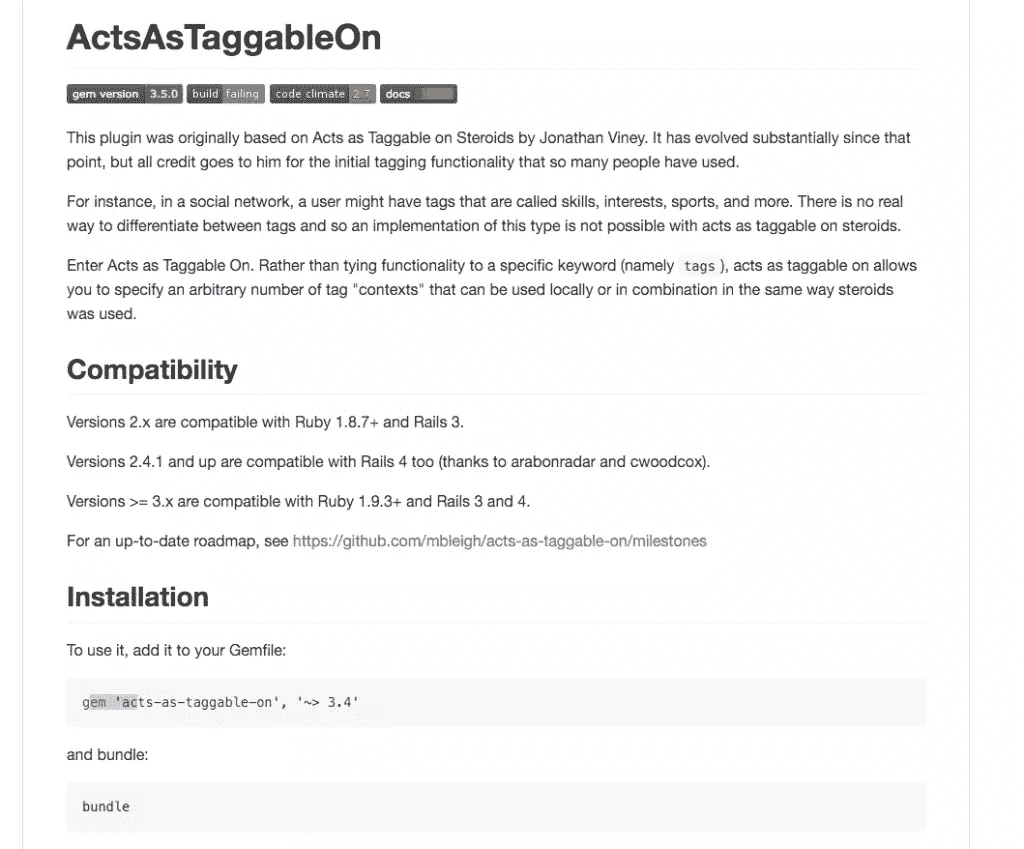 ActsAsTaggableOn
gem version 3.5.0 build failing code climate 2.7 docs
This plugin was originally based on Acts as Taggable on Steroids by Jonathan Viney. It has evolved substantially since that
point, but all credit goes to him for the initial tagging functionality that so many people have used.
For instance, in a social network, a user might have tags that are called skills, interests, sports, and more. There is no real
way to differentiate between tags and so an implementation of this type is not possible with acts as taggable on steroids.
Enter Acts as Taggable On. Rather than tying functionality to a specific keyword (namely tags ), acts as taggable on allows
you to specify an arbitrary number of tag "contexts" that can be used locally or in combination in the same way steroids
was used.
Compatibility
Versions 2.x are compatible with Ruby 1.8.7+ and Rails 3.
Versions 2.4.1 and up are compatible with Rails 4 too (thanks to arabonradar and cwoodcox).
Versions >= 3.x are compatible with Ruby 1.9.3+ and Rails 3 and 4.
For an up-to-date roadmap, see https://github.com/mbleigh/acts-as-taggable-on/milestones
Installation
To use it, add it to your Gemfile:
gem 'acts-as-taggable-on', '~> 3.4'
and bundle:
bundle